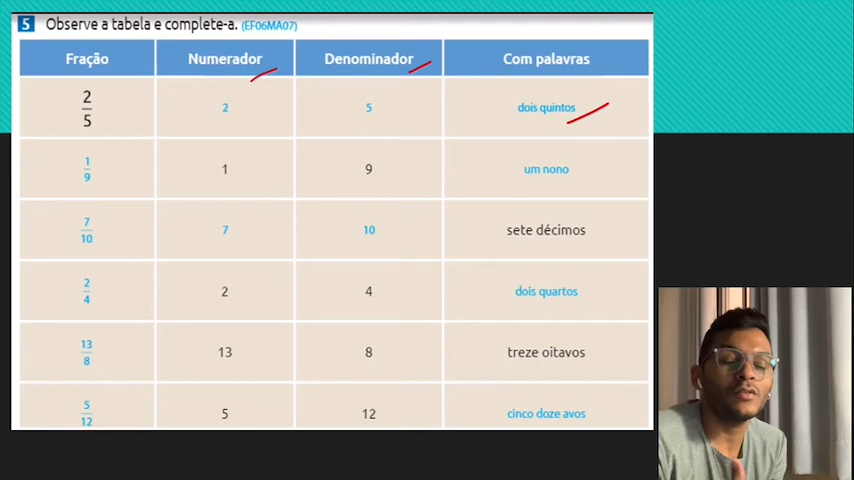 5 Observe a tabela e complete-a. (EF06MA07)
Fração Numerador Denominador Com palavras
2/5 2 5 dois quintos
1/9 1 9 um nono
7/10 7 10 sete décimos
2/4 2 4 dois quartos
13/8 13 8 treze oitavos
5/12 5 12 cinco doze avos